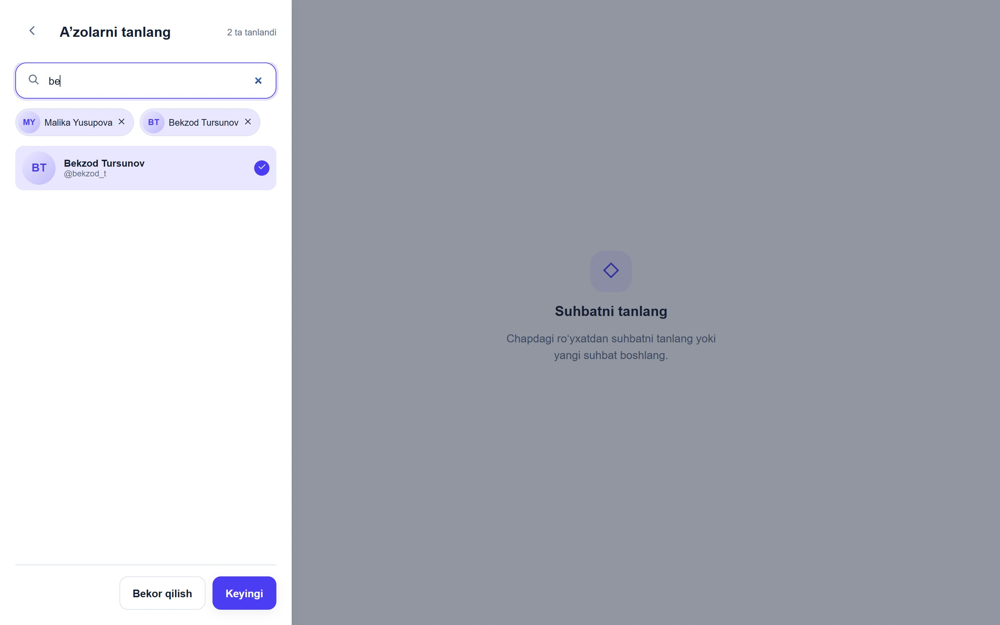 A’zolarni tanlang
2 ta tanlandi
be
MY Malika Yusupova
BT Bekzod Tursunov
BT
Bekzod Tursunov
@bekzod_t
Suhbatni tanlang
Chapdagi ro‘yxatdan suhbatni tanlang yoki
yangi suhbat boshlang.
Bekor qilish
Keyingi